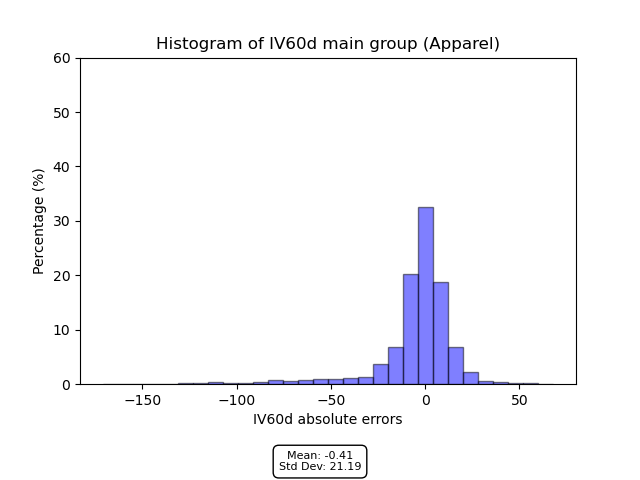 Histogram of IV60d main group (Apparel)
60
50
40
30
20
10
0
Percentage (%)
−150
−100
−50
0
50
IV60d absolute errors
Mean: -0.41
Std Dev: 21.19